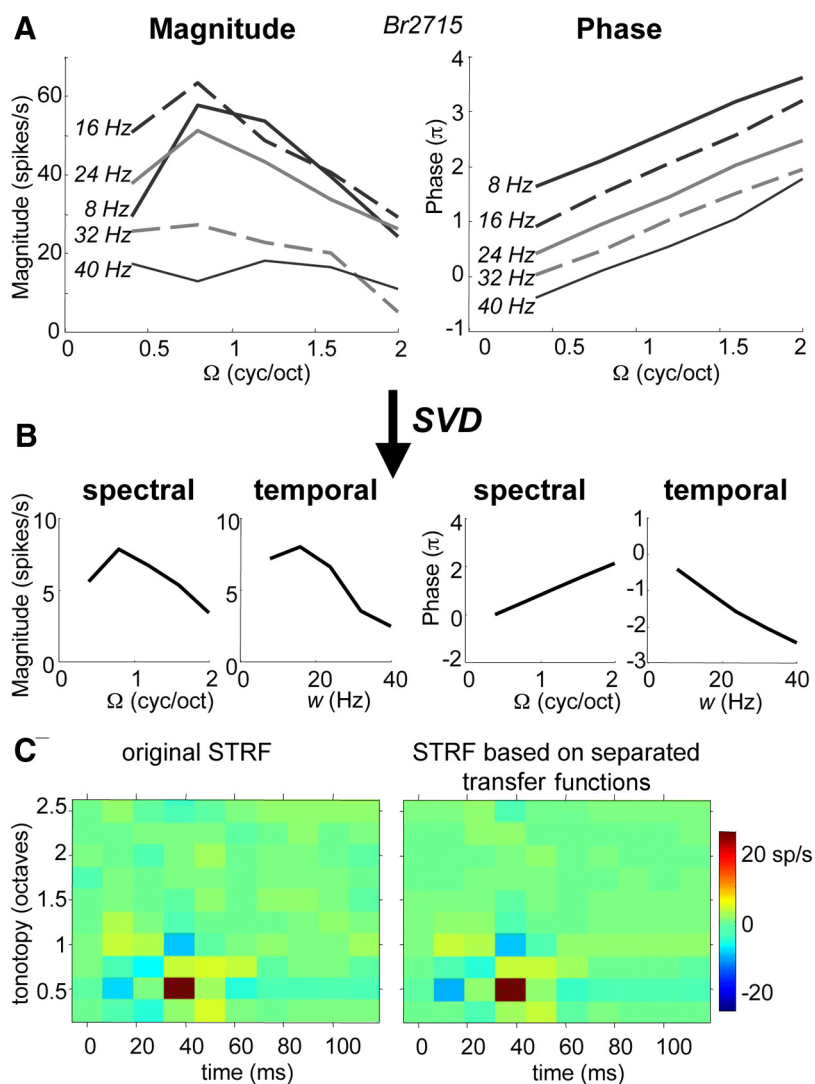 A
Magnitude
Br2715
Phase
Magnitude (spikes/s)
60
40
20
0
16 Hz
24 Hz
8 Hz
32 Hz
40 Hz
0
0.5
1
1.5
2
Ω (cyc/oct)
Phase (π)
4
3
2
1
0
-1
8 Hz
16 Hz
24 Hz
32 Hz
40 Hz
0
0.5
1
1.5
2
Ω (cyc/oct)
SVD
B
spectral
temporal
spectral
temporal
Magnitude (spikes/s)
10
5
0
0
1
2
Ω (cyc/oct)
10
5
0
0
20
40
w (Hz)
Phase (π)
4
2
0
-2
0
1
2
Ω (cyc/oct)
1
0
-1
-2
-3
0
20
40
w (Hz)
C
original STRF
STRF based on separated
transfer functions
tonotopy (octaves)
2.5
2
1.5
1
0.5
0 20 40 60 80 100
time (ms)
0 20 40 60 80 100
time (ms)
20 sp/s
0
-20